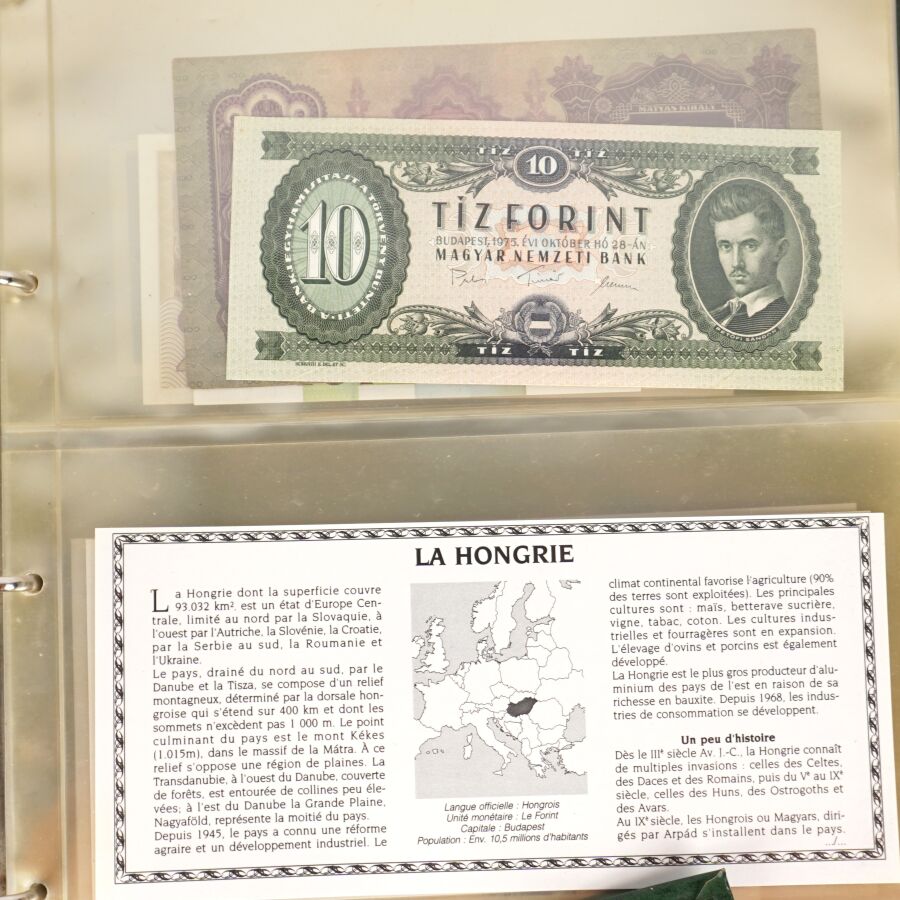 MÁTYÁS KIRÁLY
TÍZ TÍZ
10
TÍZ FORINT
BUDAPEST, 1975. ÉVI OKTÓBER HÓ 28-ÁN
MAGYAR NEMZETI BANK
10
A BANKJEGYHAMISÍTÁST A TÖRVÉNY BÜNTETI
PETŐFI SÁNDOR
TÍZ TÍZ
LA HONGRIE
La Hongrie dont la superficie couvre
93.032 km², est un état d'Europe Cen-
trale, limité au nord par la Slovaquie, à
l'ouest par l'Autriche, la Slovénie, la Croatie,
par la Serbie au sud, la Roumanie et
l'Ukraine.
Le pays, drainé du nord au sud, par le
Danube et la Tisza, se compose d'un relief
montagneux, déterminé par la dorsale hon-
groise qui s'étend sur 400 km et dont les
sommets n'excèdent pas 1 000 m. Le point
culminant du pays est le mont Kékes
(1.015m), dans le massif de la Mátra. À ce
relief s'oppose une région de plaines. La
Transdanubie, à l'ouest du Danube, couverte
de forêts, est entourée de collines peu éle-
vées; à l'est du Danube la Grande Plaine,
Nagyaföld, représente la moitié du pays.
Depuis 1945, le pays a connu une réforme
agraire et un développement industriel. Le
Langue officielle : Hongrois
Unité monétaire : Le Forint
Capitale : Budapest
Population : Env. 10,5 millions d'habitants
climat continental favorise l'agriculture (90%
des terres sont exploitées). Les principales
cultures sont : maïs, betterave sucrière,
vigne, tabac, coton. Les cultures indus-
trielles et fourragères sont en expansion.
L'élevage d'ovins et porcins est également
développé.
La Hongrie est le plus gros producteur d'alu-
minium des pays de l'est en raison de sa
richesse en bauxite. Depuis 1968, les indus-
tries de consommation se développent.
Un peu d'histoire
Dès le IIIe siècle Av. J.-C., la Hongrie connaît
de multiples invasions : celles des Celtes,
des Daces et des Romains, puis du Ve au IXe
siècle, celles des Huns, des Ostrogoths et
des Avars.
Au IXe siècle, les Hongrois ou Magyars, diri-
gés par Arpád s'installent dans le pays.
.../...